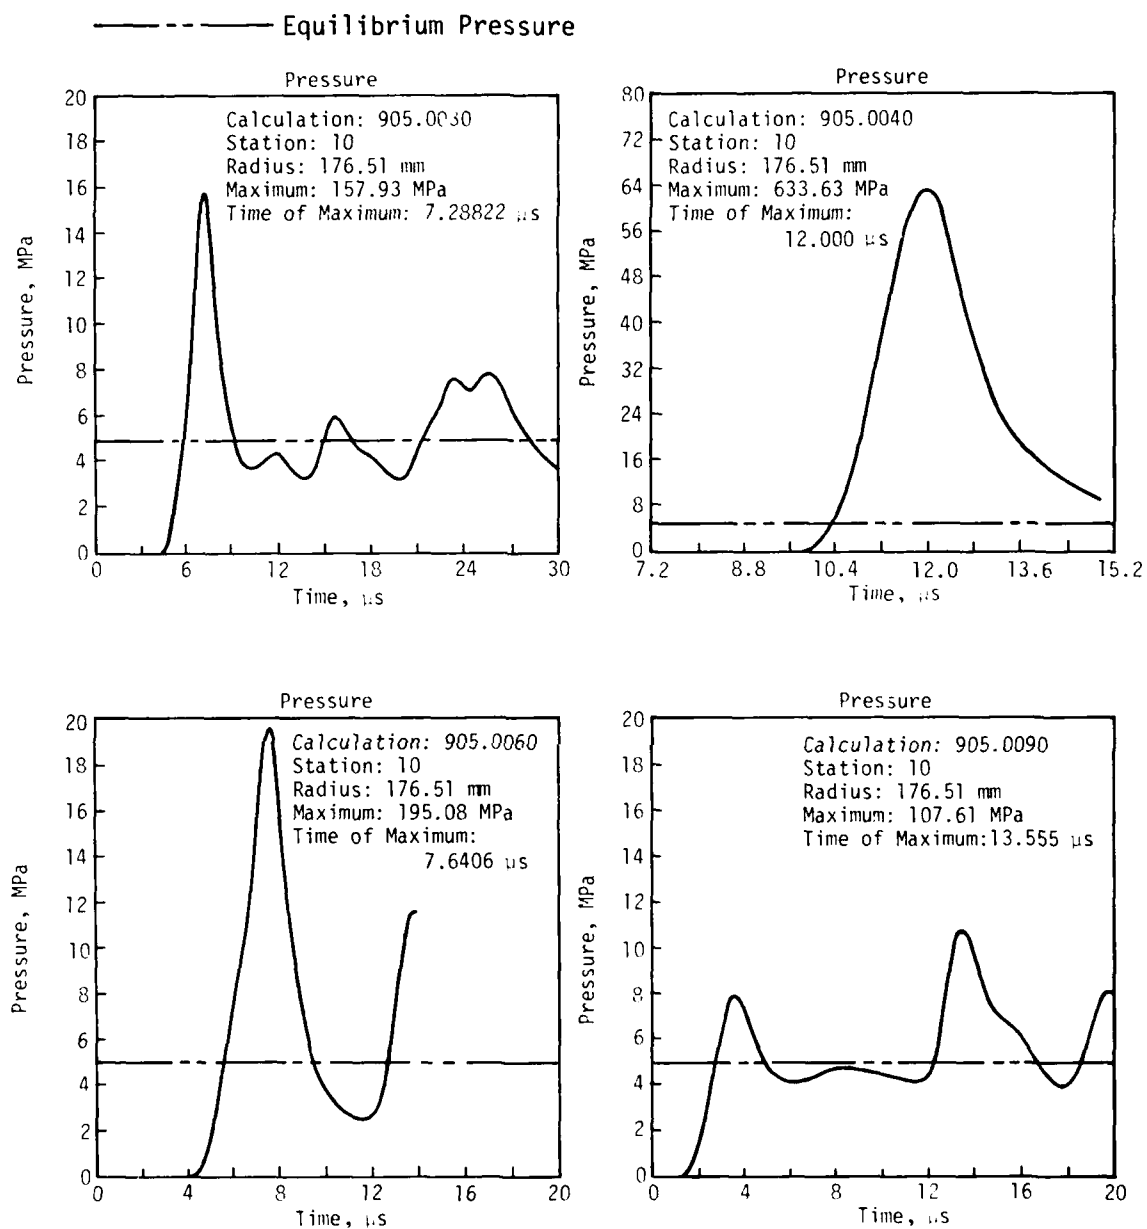 Equilibrium Pressure
Pressure
20
18
16
14
12
10
8
6
4
2
0
Pressure, MPa
Calculation: 905.0030
Station: 10
Radius: 176.51 mm
Maximum: 157.93 MPa
Time of Maximum: 7.28822 μs
0 6 12 18 24 30
Time, μs
Pressure
80
72
64
56
48
40
32
24
16
8
0
Pressure, MPa
Calculation: 905.0040
Station: 10
Radius: 176.51 mm
Maximum: 633.63 MPa
Time of Maximum:
12.000 μs
7.2 8.8 10.4 12.0 13.6 15.2
Time, μs
Pressure
20
18
16
14
12
10
8
6
4
2
0
Pressure, MPa
Calculation: 905.0060
Station: 10
Radius: 176.51 mm
Maximum: 195.08 MPa
Time of Maximum:
7.6406 μs
0 4 8 12 16 20
Time, μs
Pressure
20
18
16
14
12
10
8
6
4
2
0
Pressure, MPa
Calculation: 905.0090
Station: 10
Radius: 176.51 mm
Maximum: 107.61 MPa
Time of Maximum:13.555 μs
0 4 8 12 16 20
Time, μs